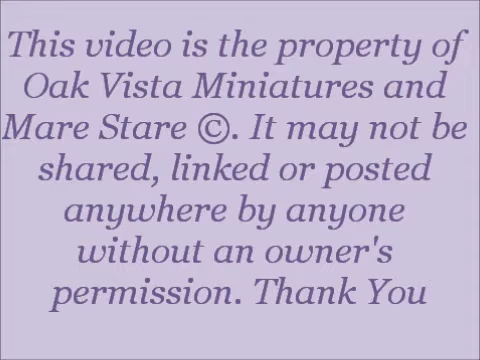 This video is the property of
Oak Vista Miniatures and
Mare Stare ©. It may not be
shared, linked or posted
anywhere by anyone
without an owner's
permission. Thank You